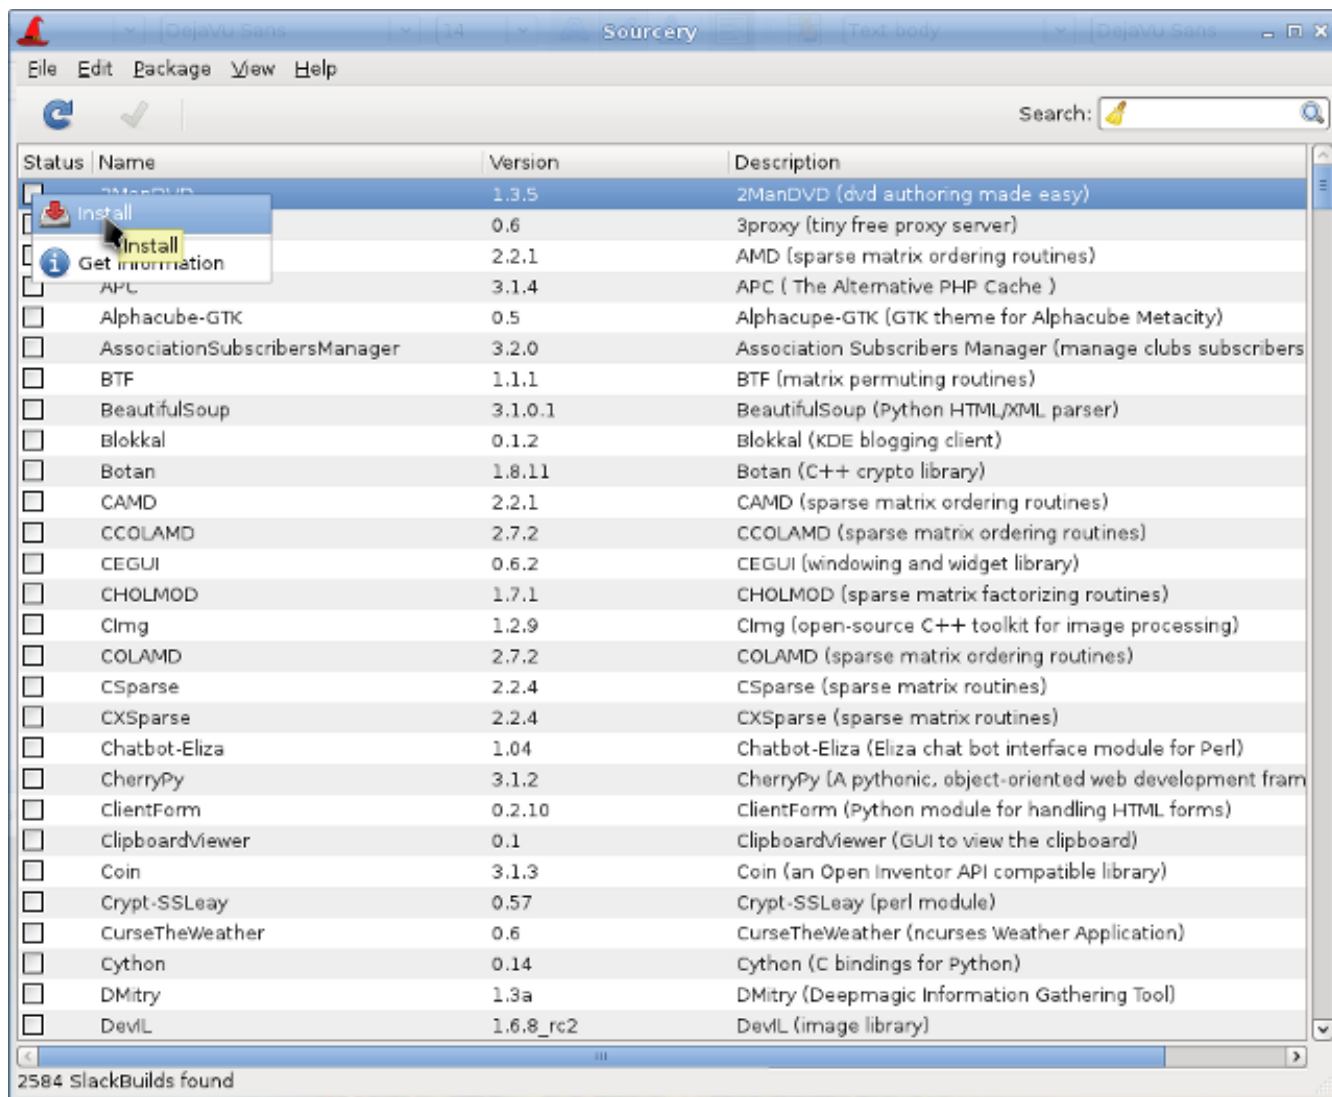 DejaVu Sans 14 Sourcery Text body DejaVu Sans
File Edit Package View Help
Search:
Status Name Version Description
2ManDVD 1.3.5 2ManDVD (dvd authoring made easy)
Install
0.6 3proxy (tiny free proxy server)
Install
2.2.1 AMD (sparse matrix ordering routines)
Get Information
APC 3.1.4 APC ( The Alternative PHP Cache )
Alphacube-GTK 0.5 Alphacupe-GTK (GTK theme for Alphacube Metacity)
AssociationSubscribersManager 3.2.0 Association Subscribers Manager (manage clubs subscribers
BTF 1.1.1 BTF (matrix permuting routines)
BeautifulSoup 3.1.0.1 BeautifulSoup (Python HTML/XML parser)
Blokkal 0.1.2 Blokkal (KDE blogging client)
Botan 1.8.11 Botan (C++ crypto library)
CAMD 2.2.1 CAMD (sparse matrix ordering routines)
CCOLAMD 2.7.2 CCOLAMD (sparse matrix ordering routines)
CEGUI 0.6.2 CEGUI (windowing and widget library)
CHOLMOD 1.7.1 CHOLMOD (sparse matrix factorizing routines)
CImg 1.2.9 CImg (open-source C++ toolkit for image processing)
COLAMD 2.7.2 COLAMD (sparse matrix ordering routines)
CSparse 2.2.4 CSparse (sparse matrix routines)
CXSparse 2.2.4 CXSparse (sparse matrix routines)
Chatbot-Eliza 1.04 Chatbot-Eliza (Eliza chat bot interface module for Perl)
CherryPy 3.1.2 CherryPy (A pythonic, object-oriented web development fram
ClientForm 0.2.10 ClientForm (Python module for handling HTML forms)
ClipboardViewer 0.1 ClipboardViewer (GUI to view the clipboard)
Coin 3.1.3 Coin (an Open Inventor API compatible library)
Crypt-SSLeay 0.57 Crypt-SSLeay (perl module)
CurseTheWeather 0.6 CurseTheWeather (ncurses Weather Application)
Cython 0.14 Cython (C bindings for Python)
DMitry 1.3a DMitry (Deepmagic Information Gathering Tool)
DevIL 1.6.8_rc2 DevIL (image library)
2584 SlackBuilds found